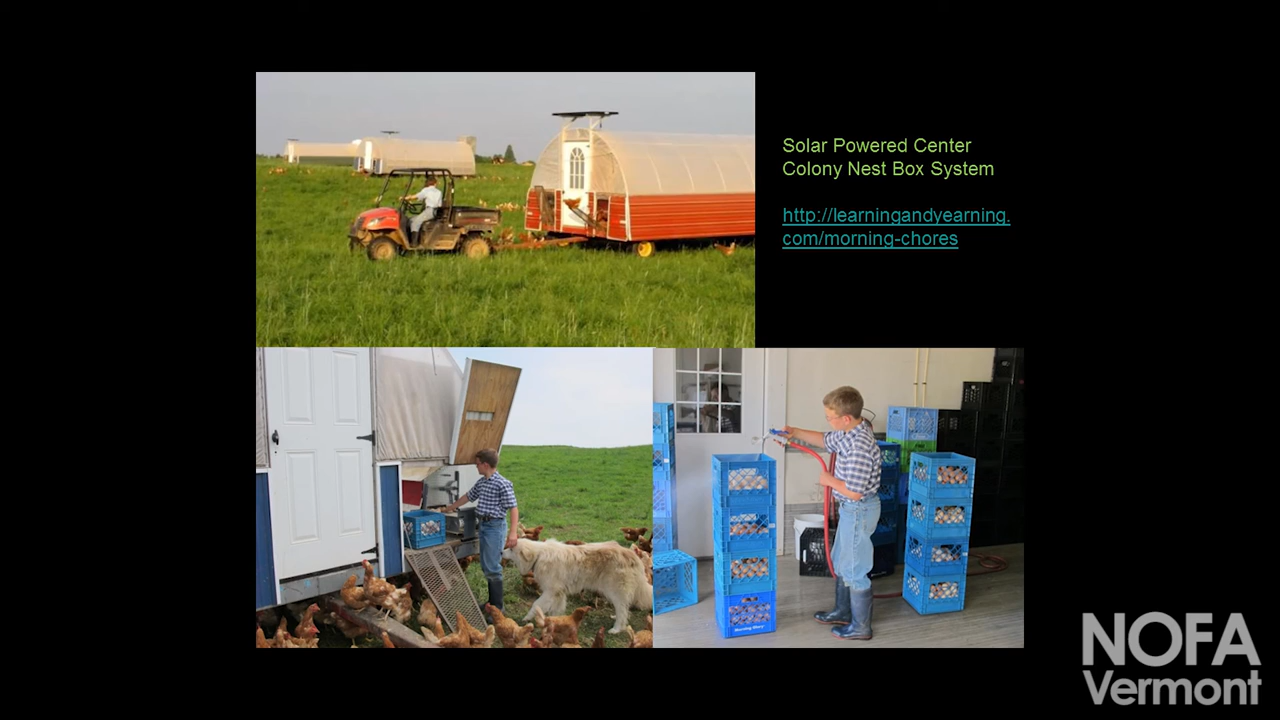 Solar Powered Center
Colony Nest Box System
http://learningandyearning.
com/morning-chores
NOFA
Vermont